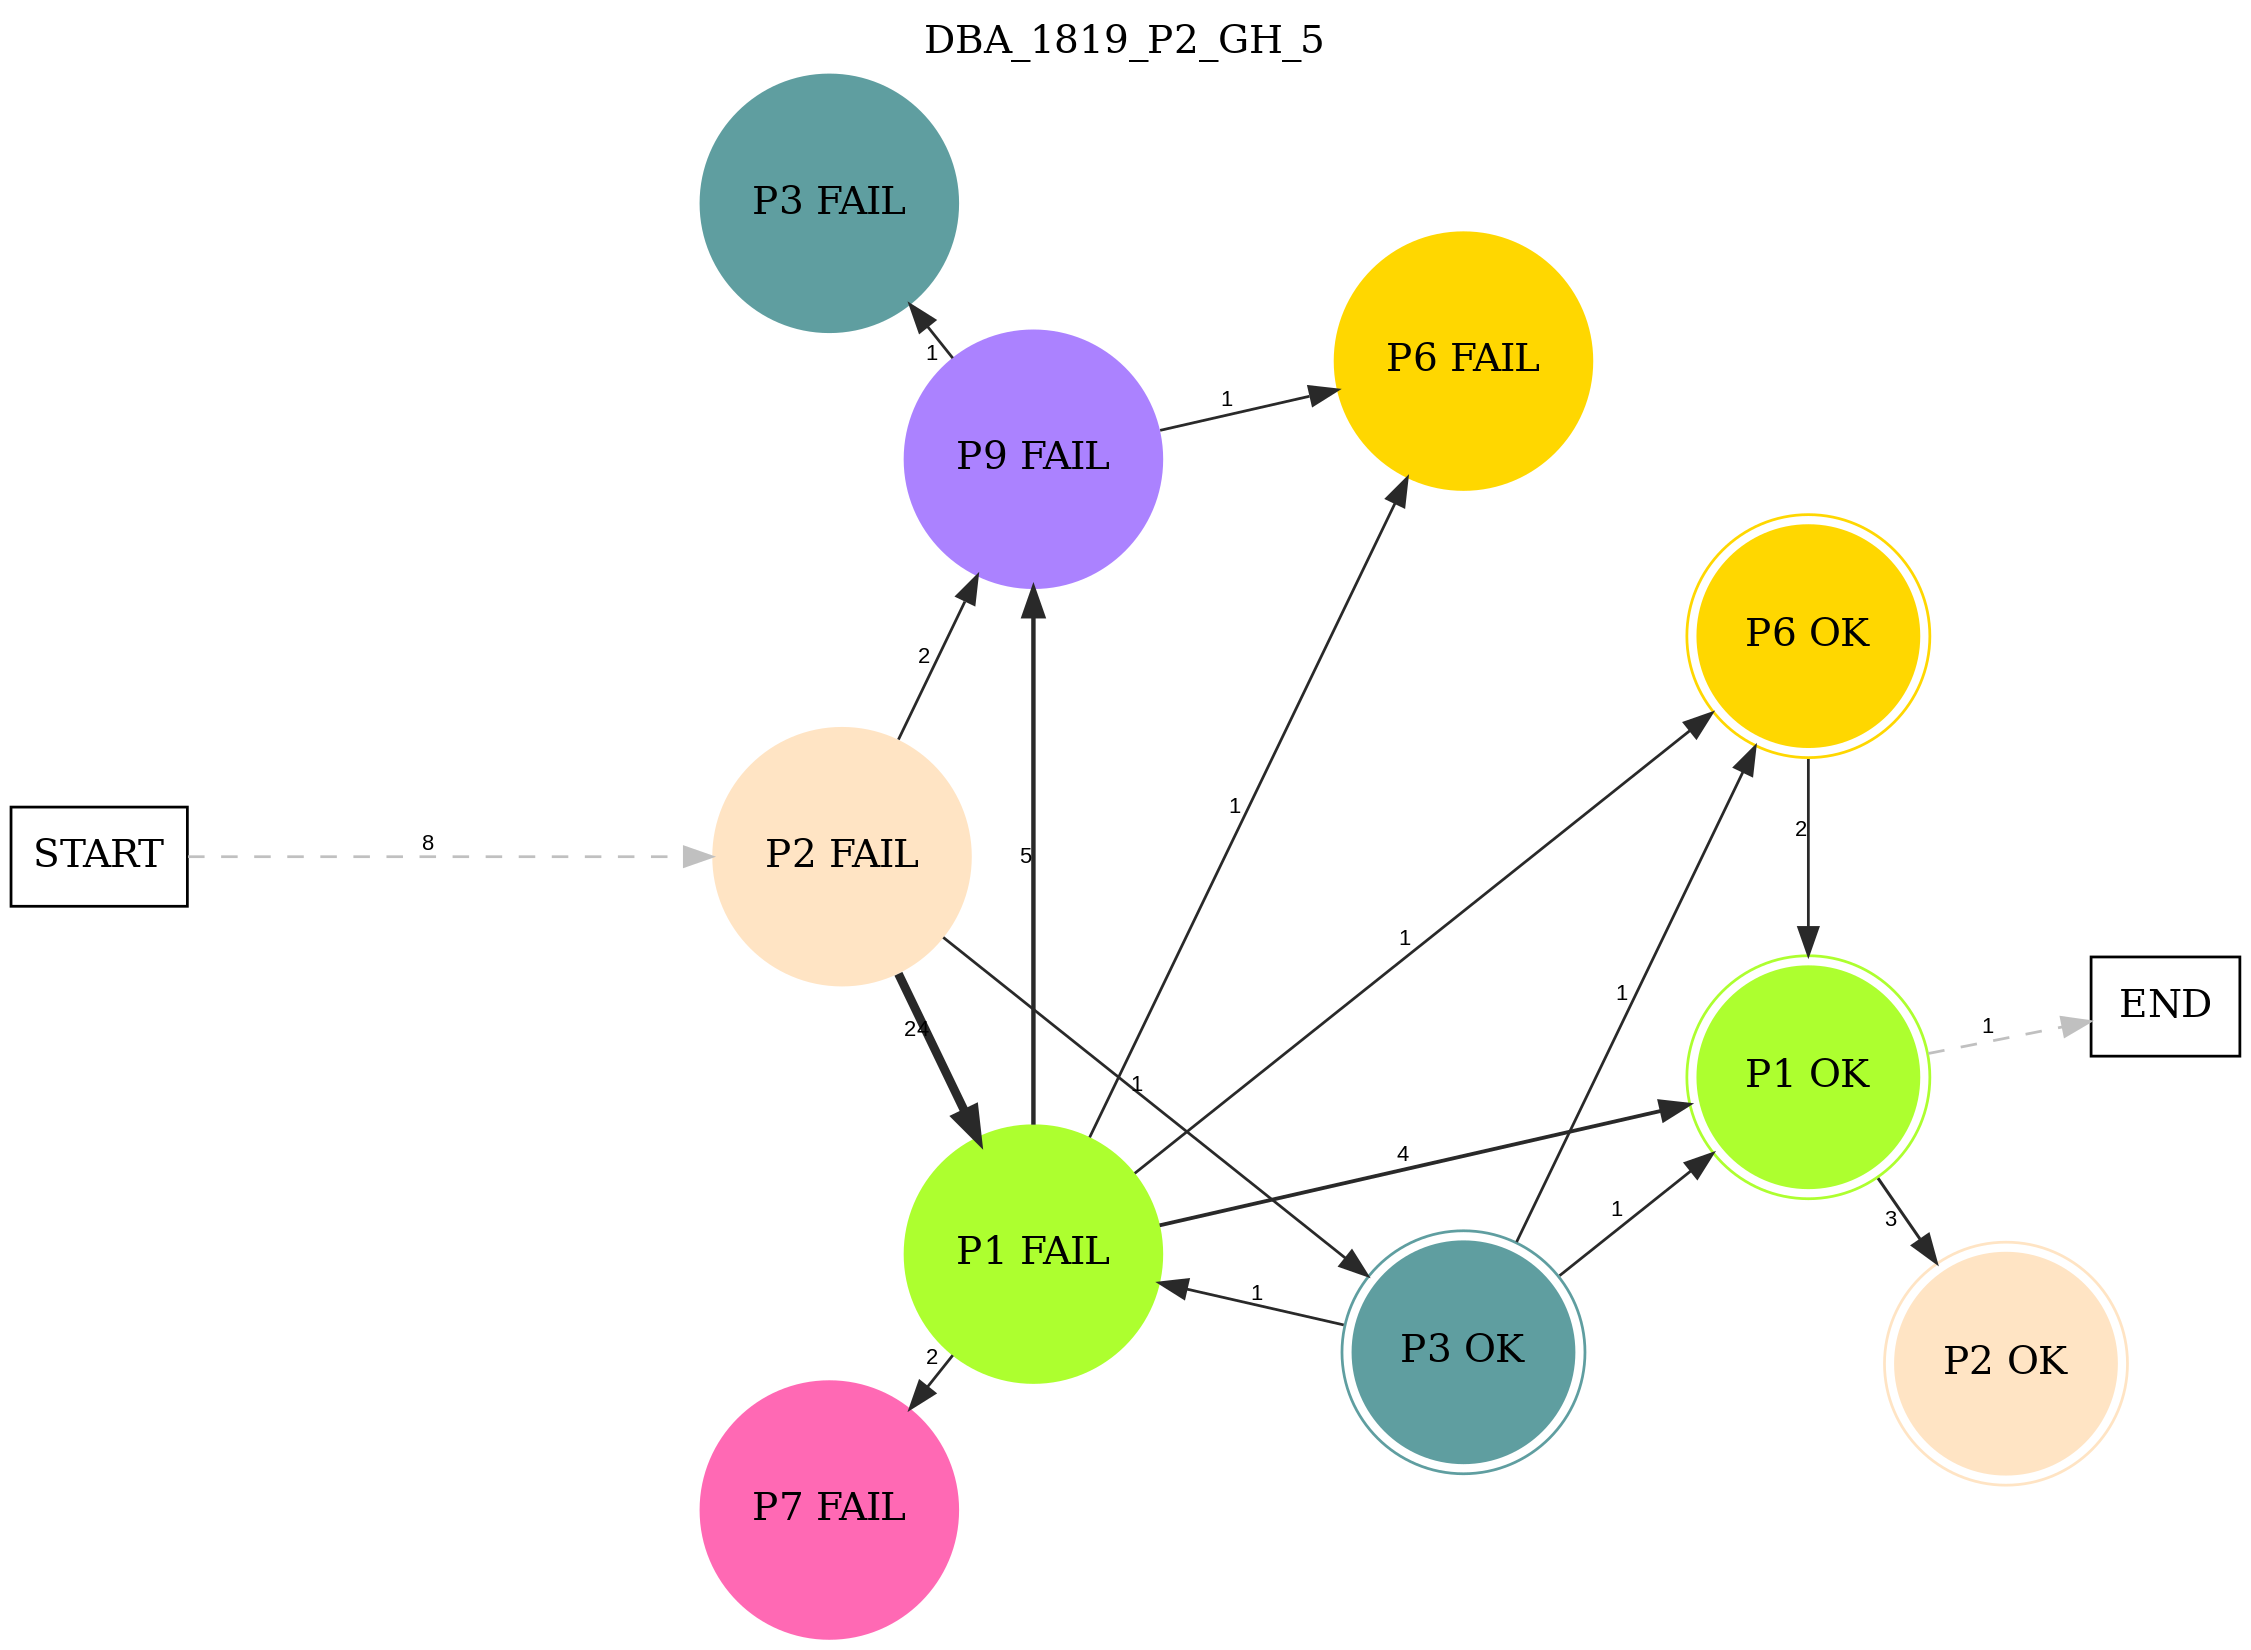 DBA_1819_P2_GH_5
P3 FAIL
1
P6 FAIL
1
P9 FAIL
P6 OK
2
1
2
8
START
P2 FAIL
5
1
1
END
24
1
1
P1 OK
1
4
1
3
P1 FAIL
1
P3 OK
P2 OK
2
P7 FAIL